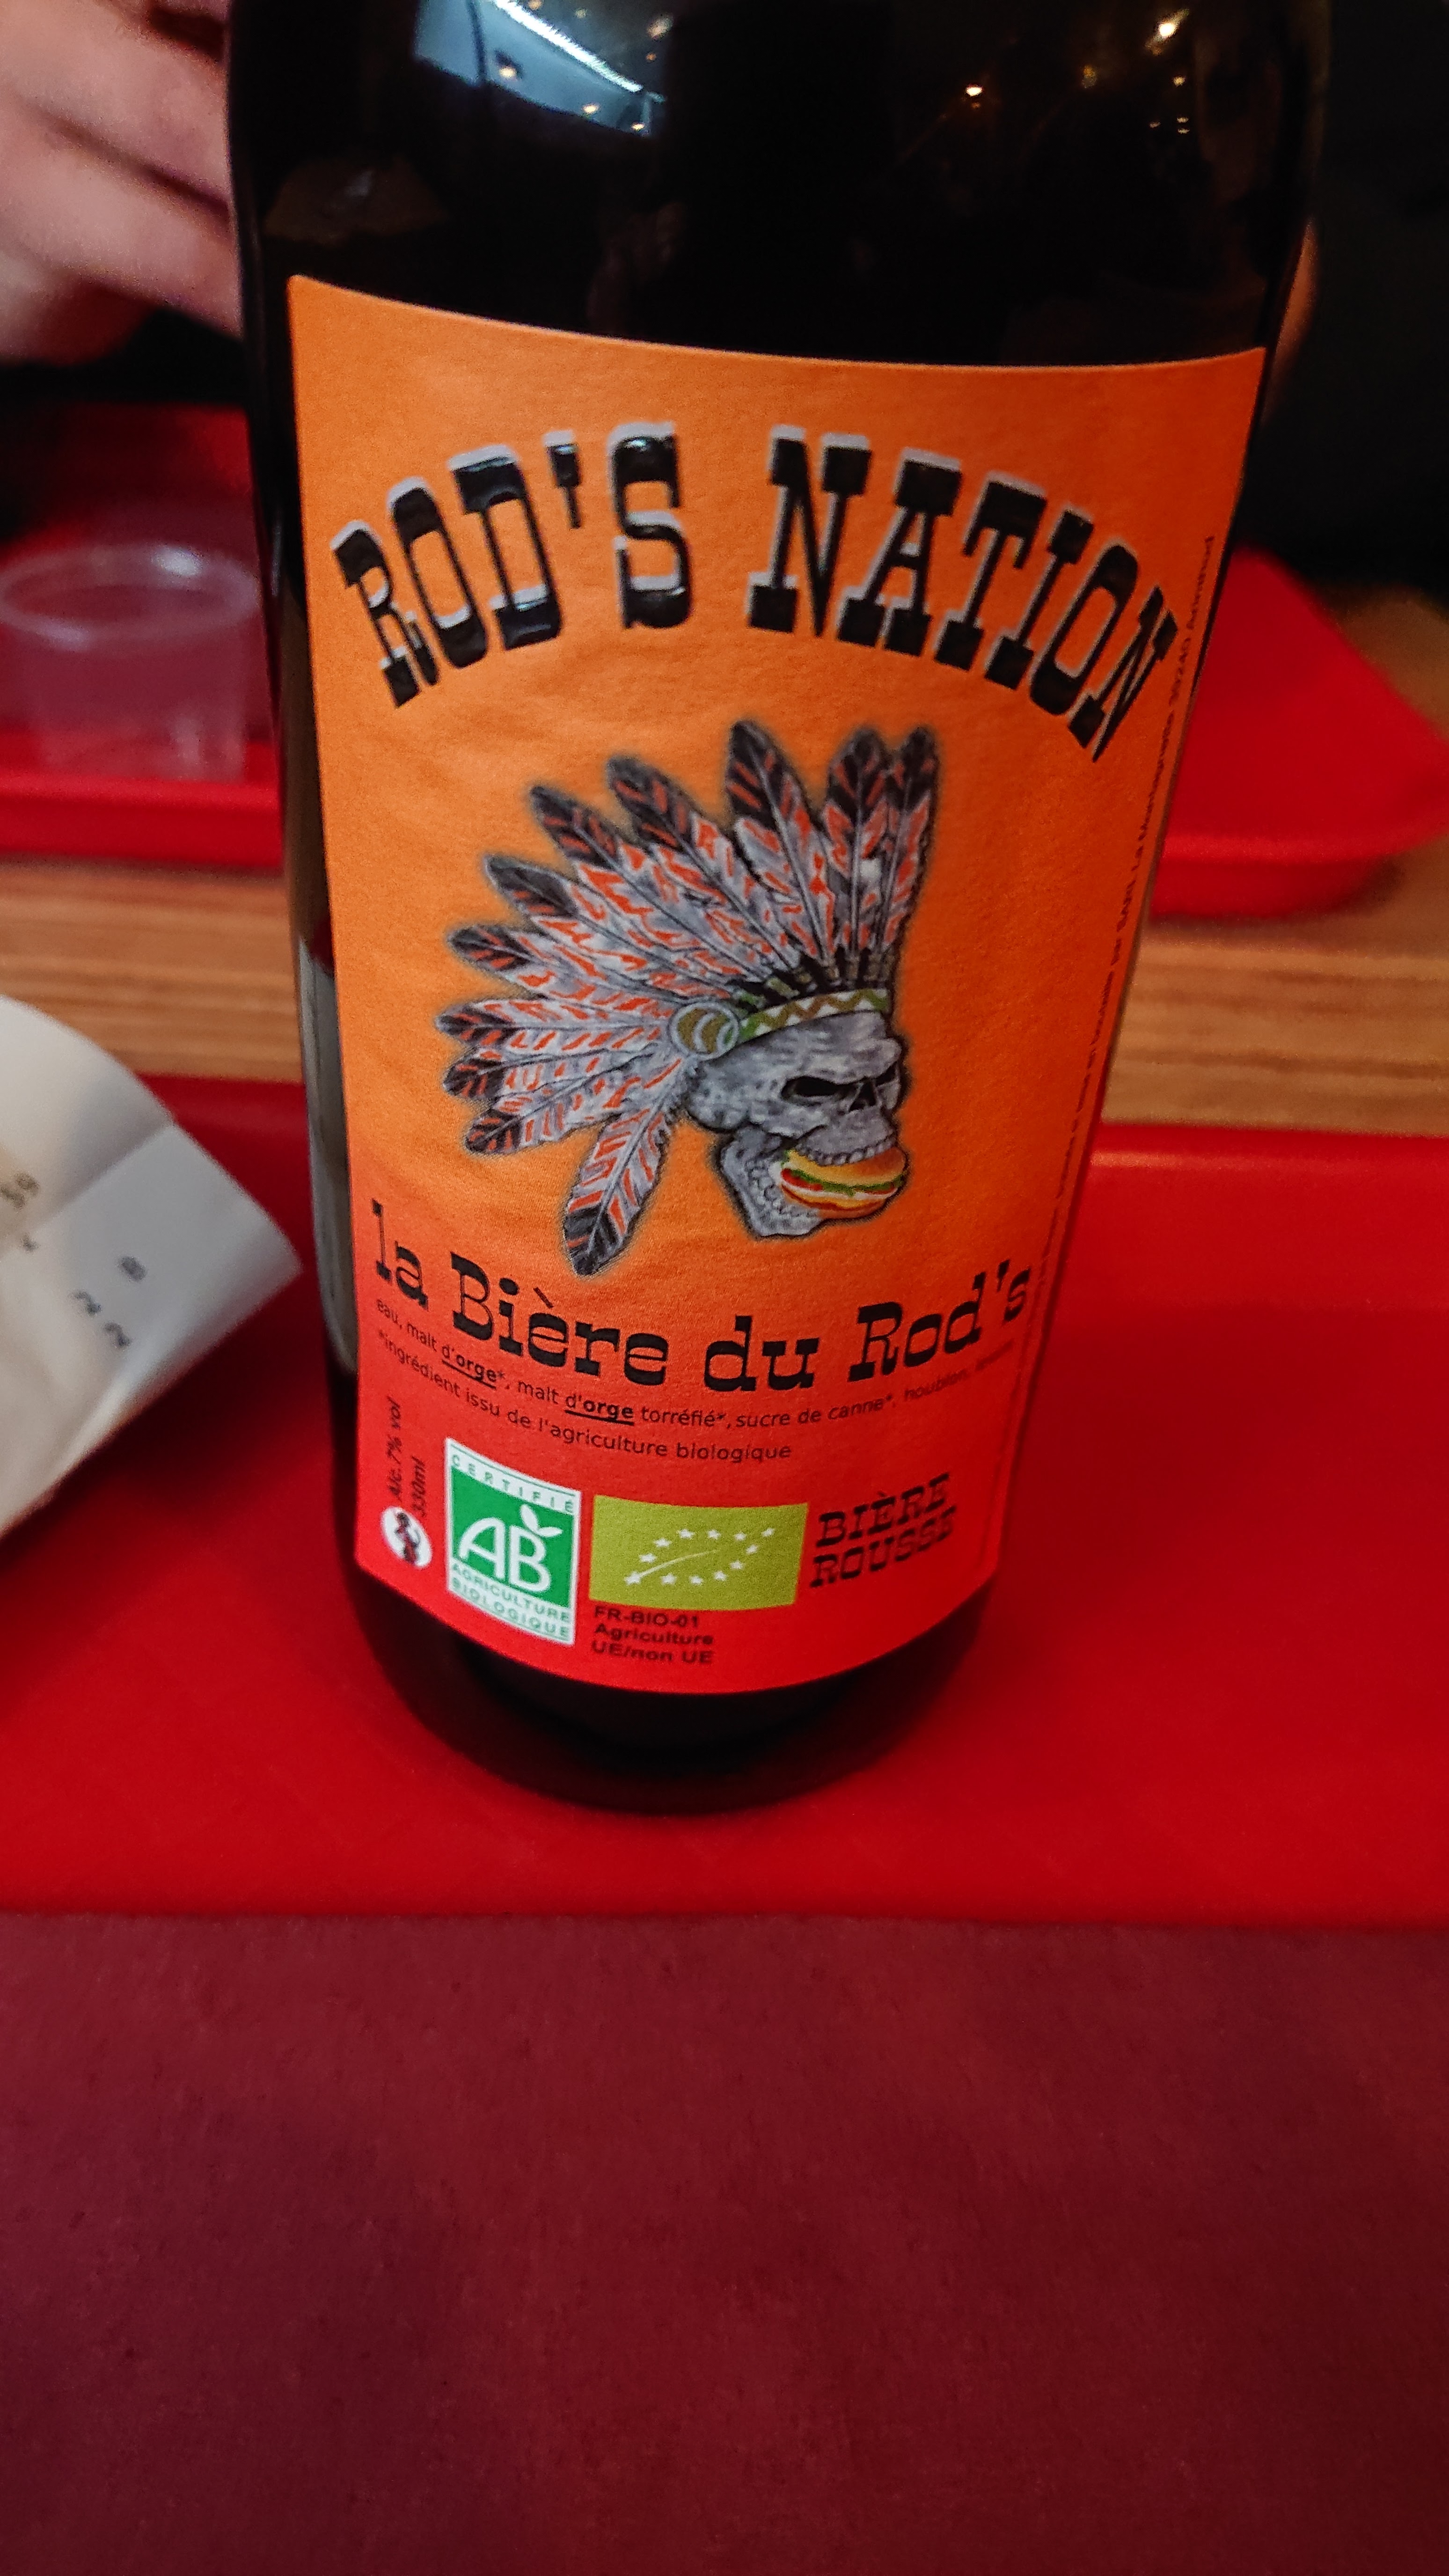 ROD'S NATION
la Bière du Rod's
eau, malt d'orge*, malt d'orge torréfié*, sucre de canne*, houblon,
*ingrédient issu de l'agriculture biologique
Alc. 7% vol
330ml
CERTIFIÉ
AB
AGRICULTURE
BIOLOGIQUE
FR-BIO-01
Agriculture
UE/non UE
BIÈRE
ROUSSE